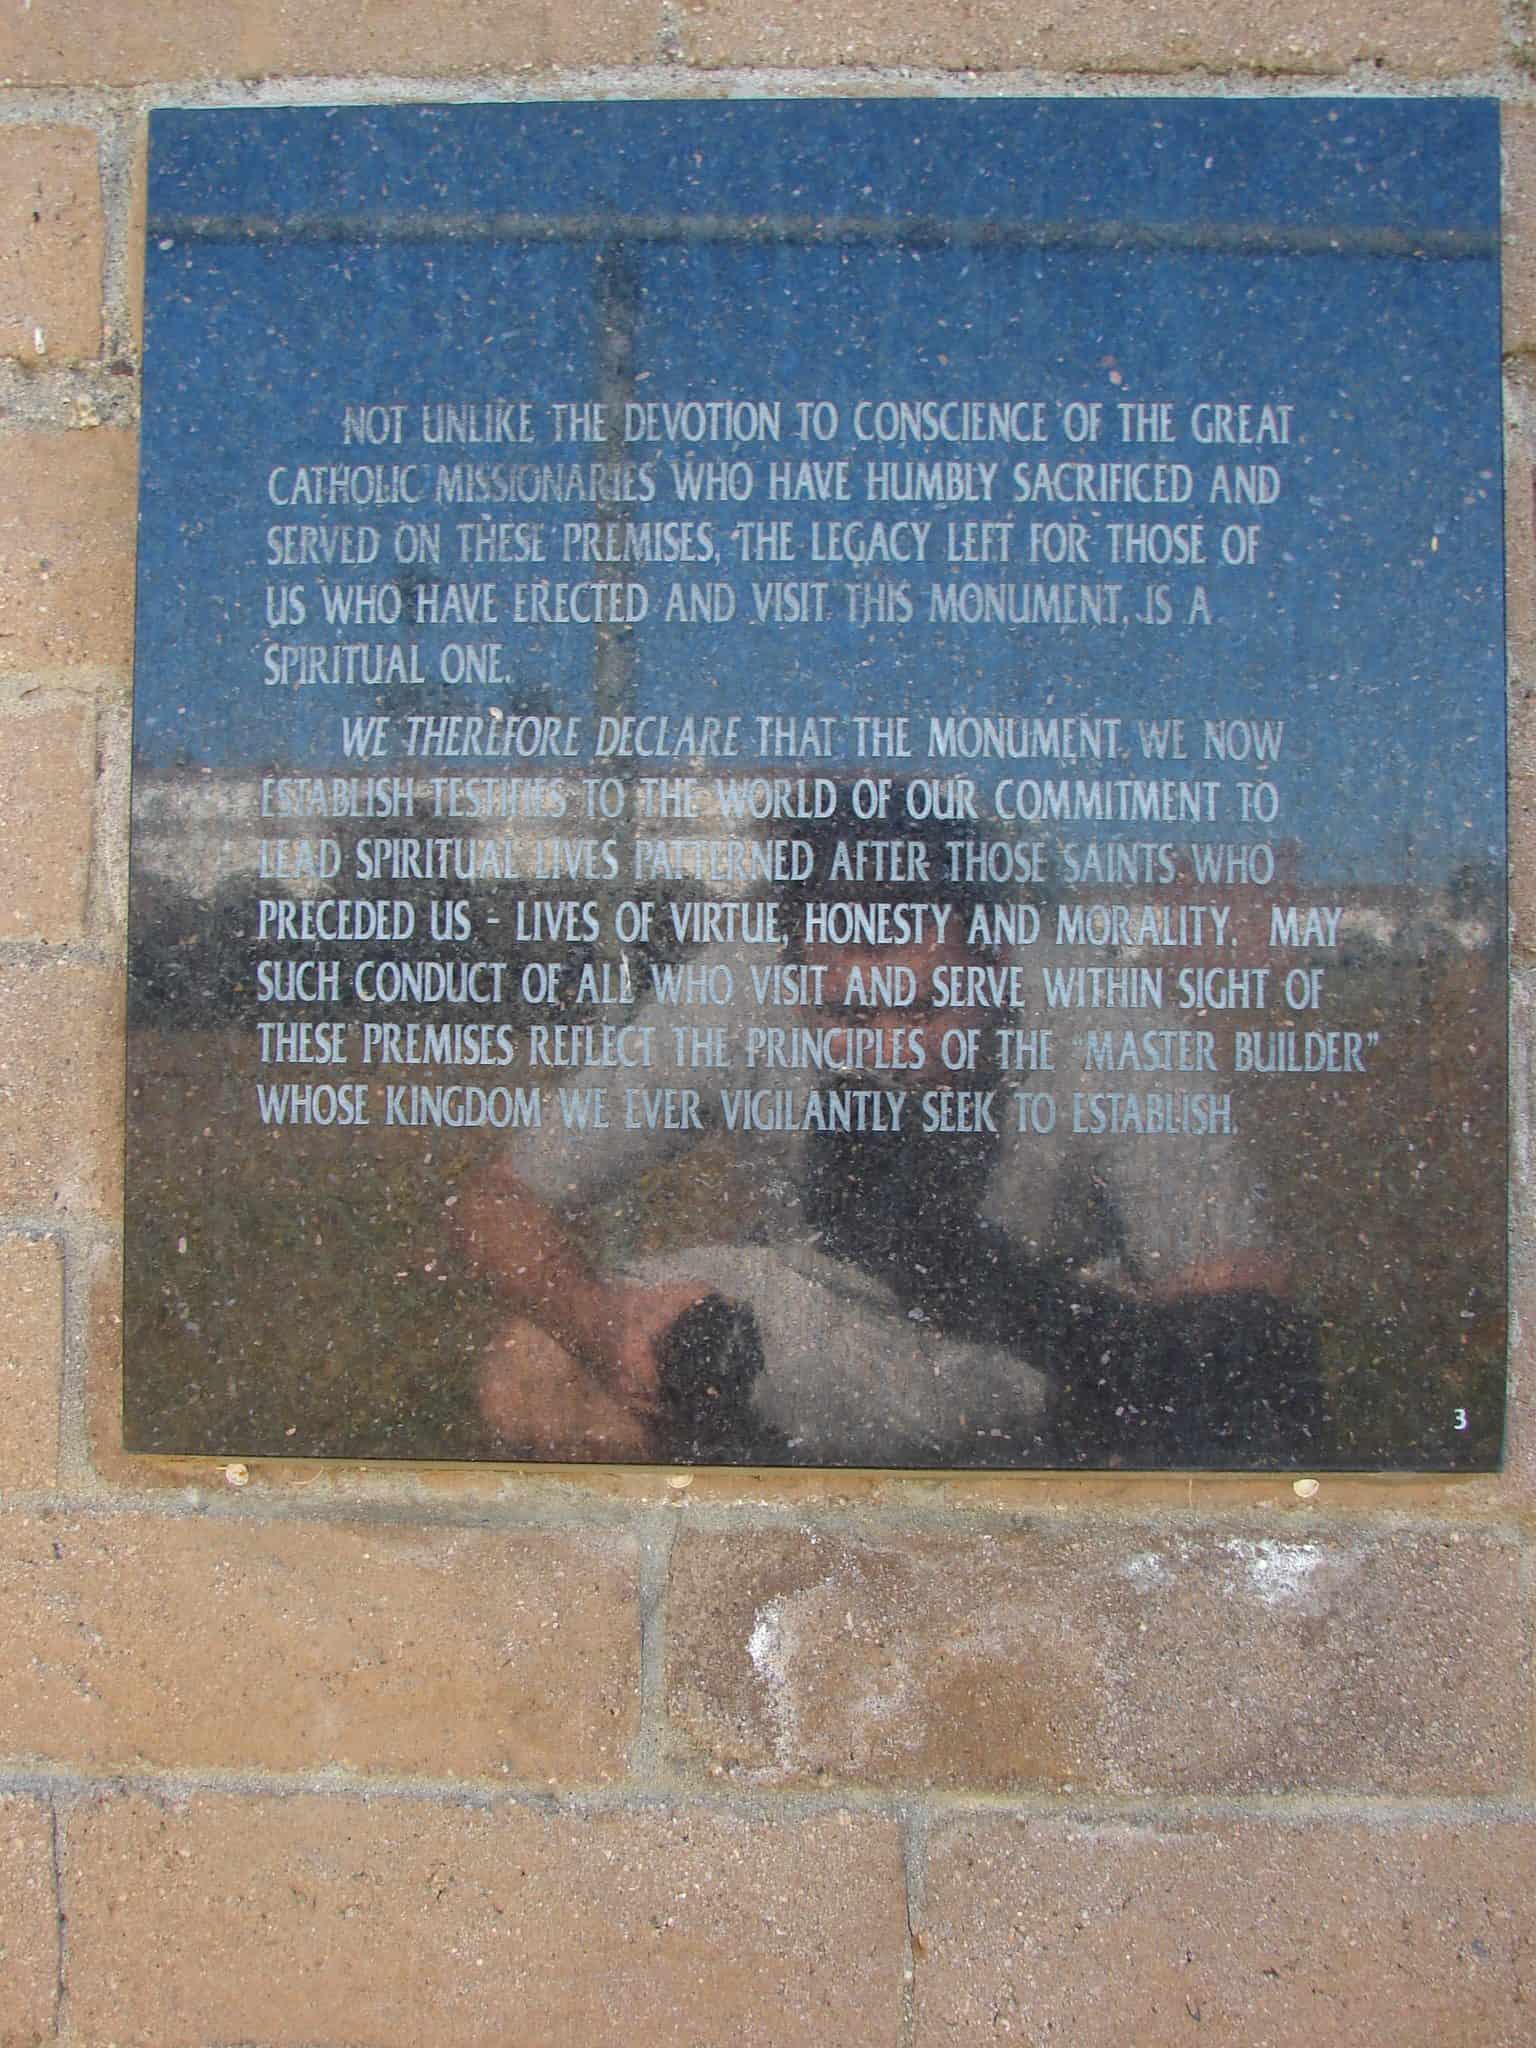 NOT UNLIKE THE DEVOTION TO CONSCIENCE OF THE GREAT
CATHOLIC MISSIONARIES WHO HAVE HUMBLY SACRIFICED AND
SERVED ON THESE PREMISES, THE LEGACY LEFT FOR THOSE OF
US WHO HAVE ERECTED AND VISIT THIS MONUMENT, IS A
SPIRITUAL ONE.
WE THEREFORE DECLARE THAT THE MONUMENT WE NOW
ESTABLISH TESTIFIES TO THE WORLD OF OUR COMMITMENT TO
LEAD SPIRITUAL LIVES PATTERNED AFTER THOSE SAINTS WHO
PRECEDED US - LIVES OF VIRTUE, HONESTY AND MORALITY. MAY
SUCH CONDUCT OF ALL WHO VISIT AND SERVE WITHIN SIGHT OF
THESE PREMISES REFLECT THE PRINCIPLES OF THE "MASTER BUILDER"
WHOSE KINGDOM WE EVER VIGILANTLY SEEK TO ESTABLISH.
3